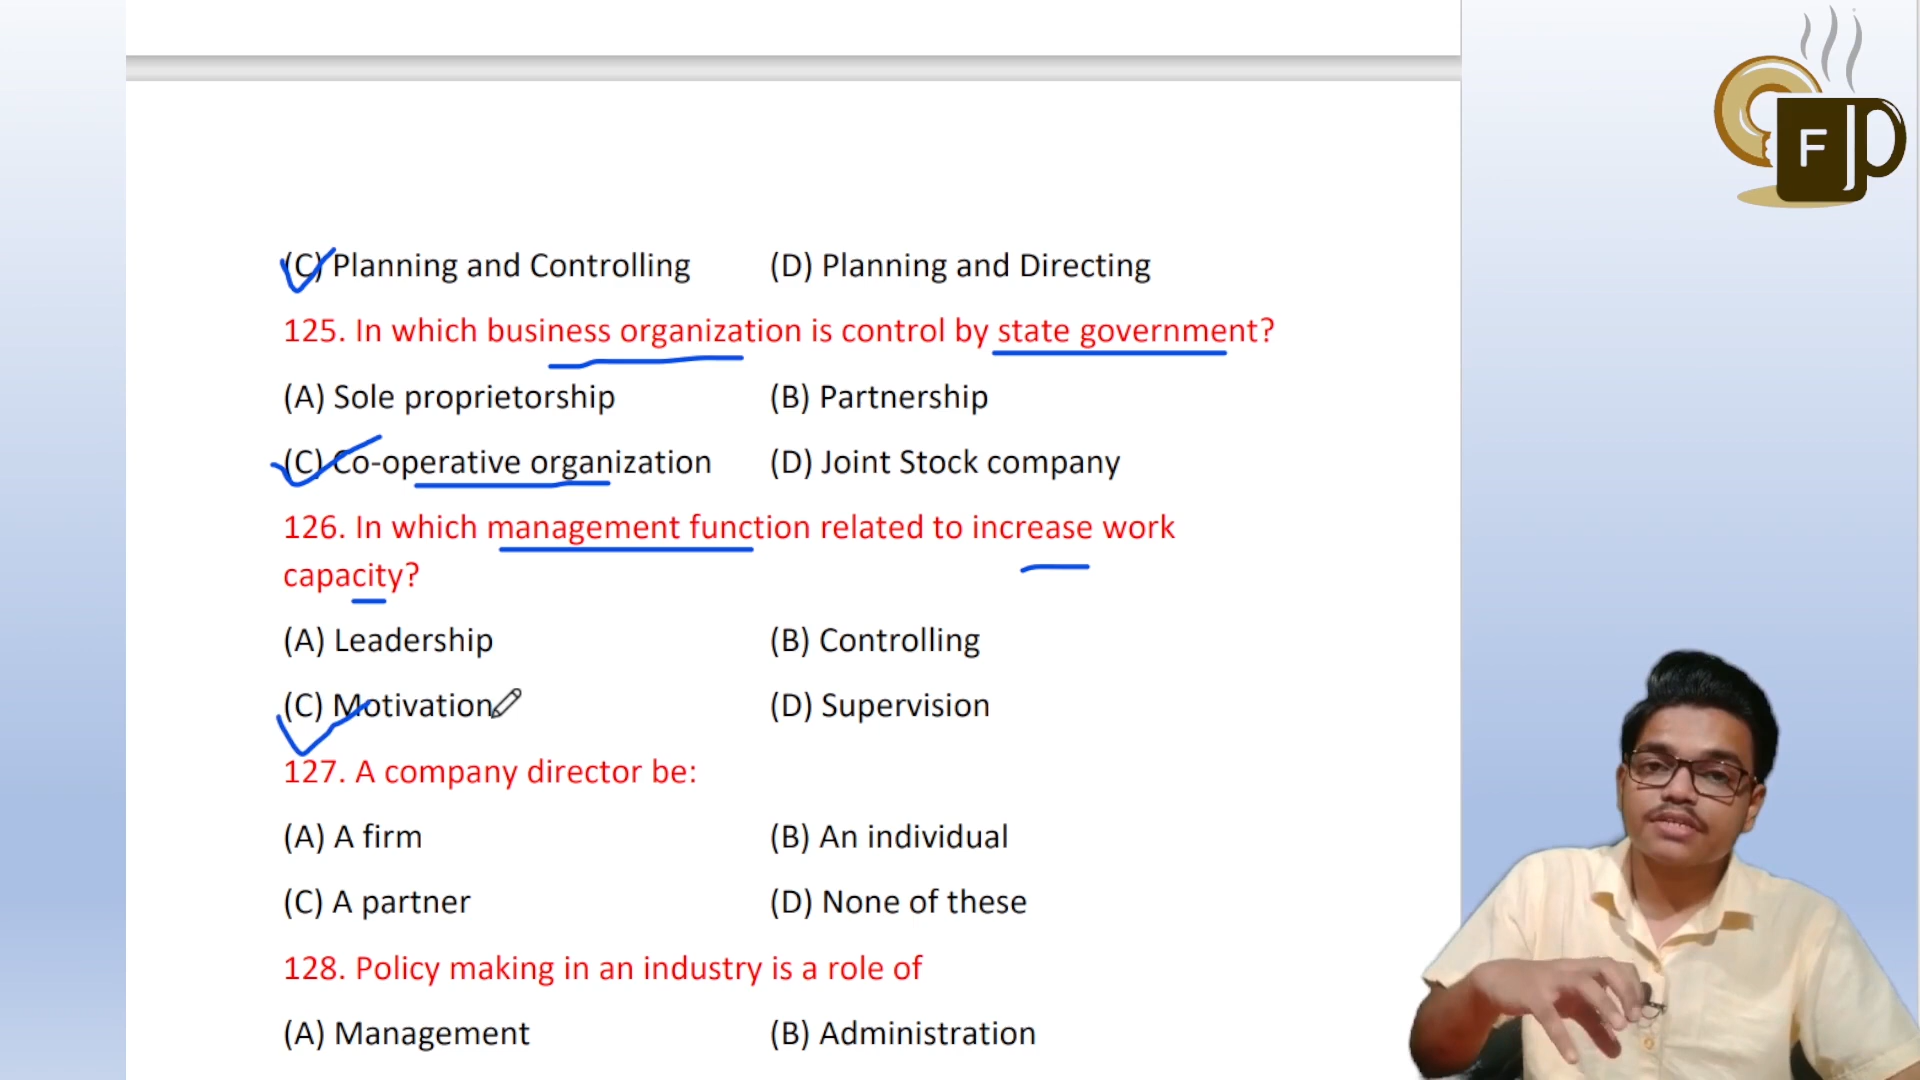 F
(C) Planning and Controlling (D) Planning and Directing
125. In which business organization is control by state government?
(A) Sole proprietorship (B) Partnership
(C) Co-operative organization (D) Joint Stock company
126. In which management function related to increase work
capacity?
(A) Leadership (B) Controlling
(C) Motivation (D) Supervision
127. A company director be:
(A) A firm (B) An individual
(C) A partner (D) None of these
128. Policy making in an industry is a role of
(A) Management (B) Administration